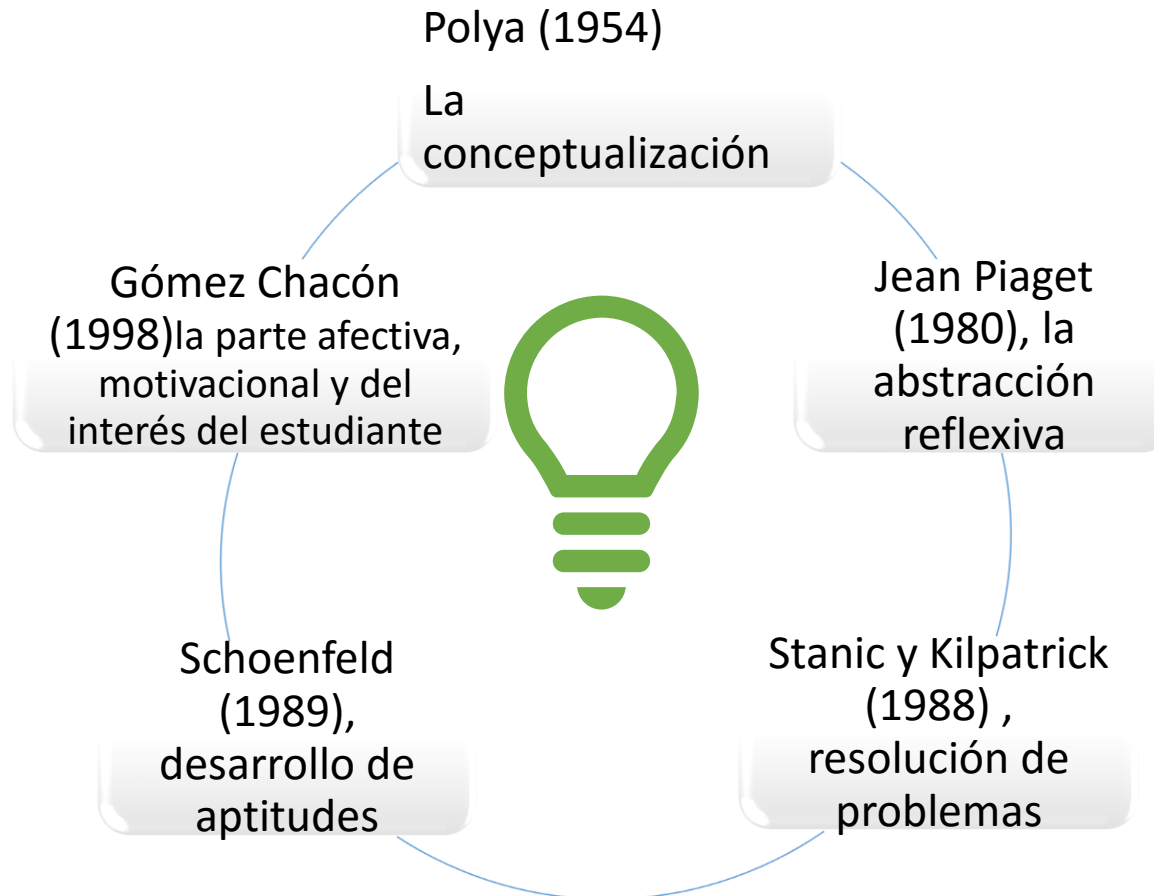 Polya (1954)
La
conceptualización
Jean Piaget
(1980), la
abstracción
reflexiva
Stanic y Kilpatrick
(1988) ,
resolución de
problemas
Schoenfeld
(1989),
desarrollo de
aptitudes
Gómez Chacón
(1998)la parte afectiva,
motivacional y del
interés del estudiante